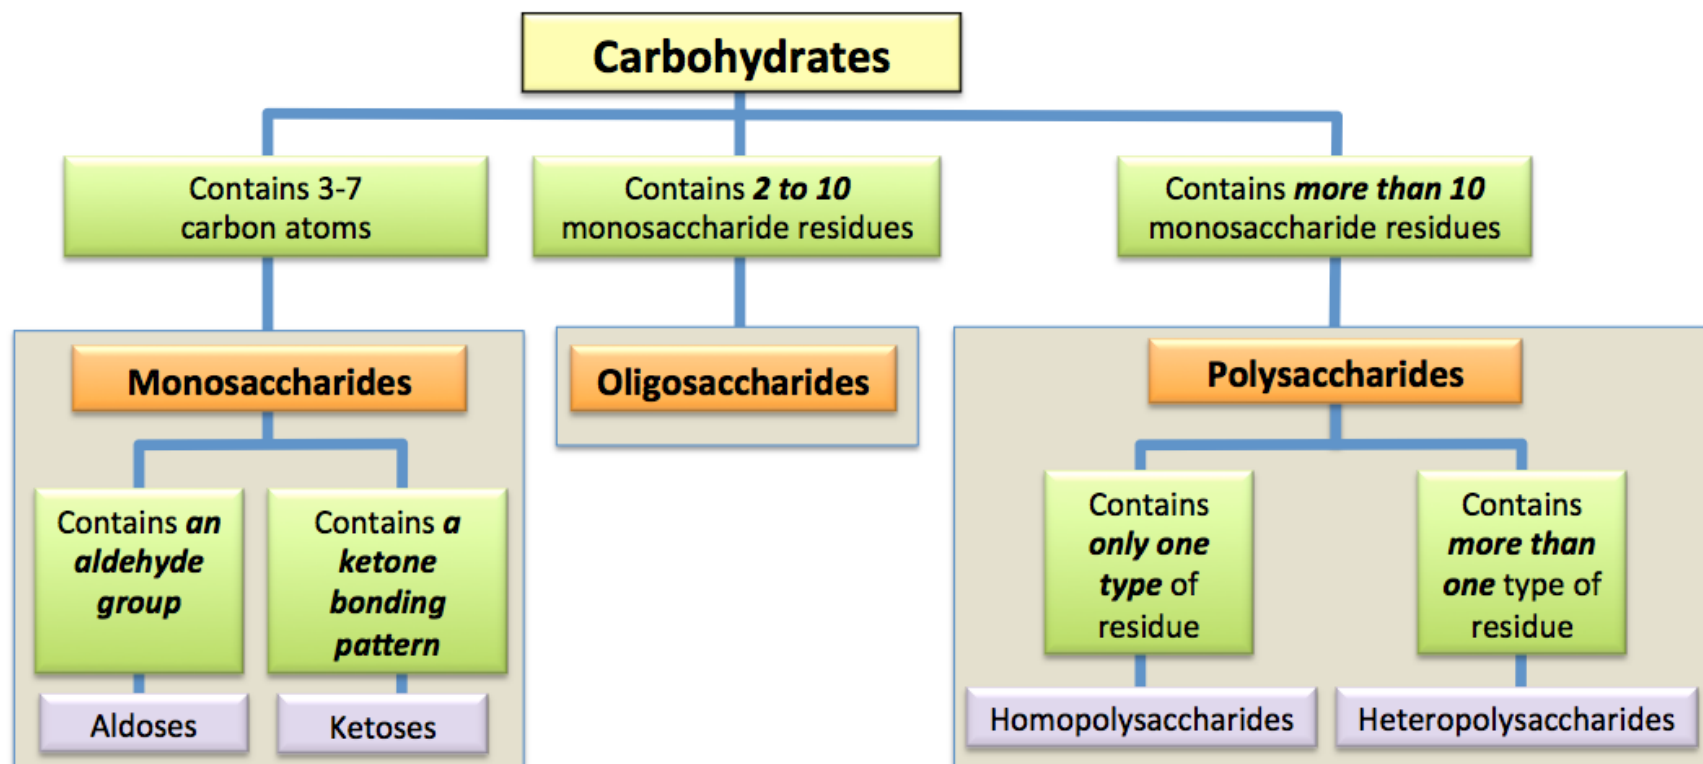 Carbohydrates
Contains 3-7
carbon atoms
Contains 2 to 10
monosaccharide residues
Contains more than 10
monosaccharide residues
Monosaccharides
Oligosaccharides
Polysaccharides
Contains an
aldehyde
group
Contains a
ketone
bonding
pattern
Contains
only one
type of
residue
Contains
more than
one type of
residue
Aldoses
Ketoses
Homopolysaccharides
Heteropolysaccharides